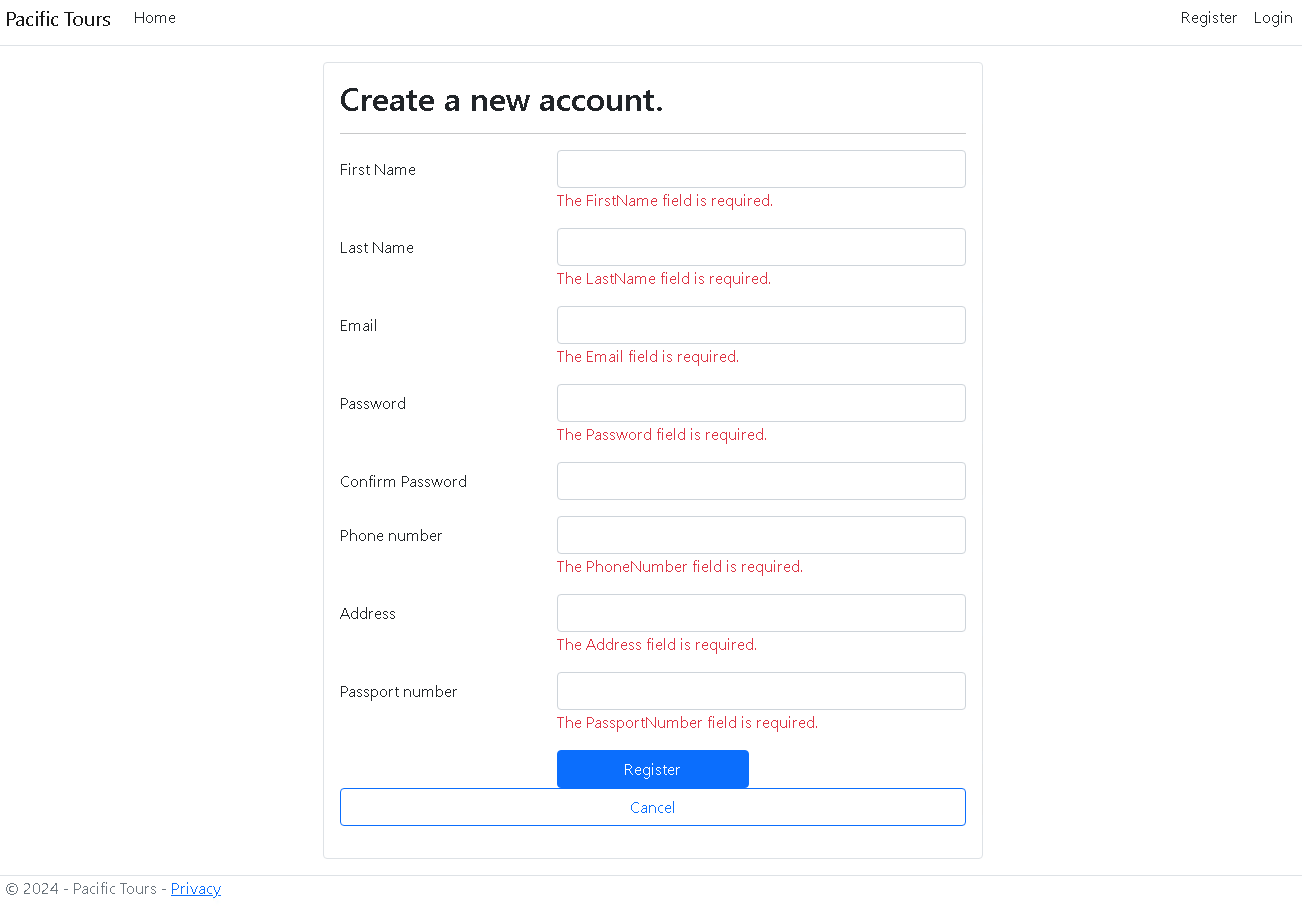 Pacific Tours Home Register Login
Create a new account.
First Name
The FirstName field is required.
Last Name
The LastName field is required.
Email
The Email field is required.
Password
The Password field is required.
Confirm Password
Phone number
The PhoneNumber field is required.
Address
The Address field is required.
Passport number
The PassportNumber field is required.
Register
Cancel
© 2024 - Pacific Tours - Privacy